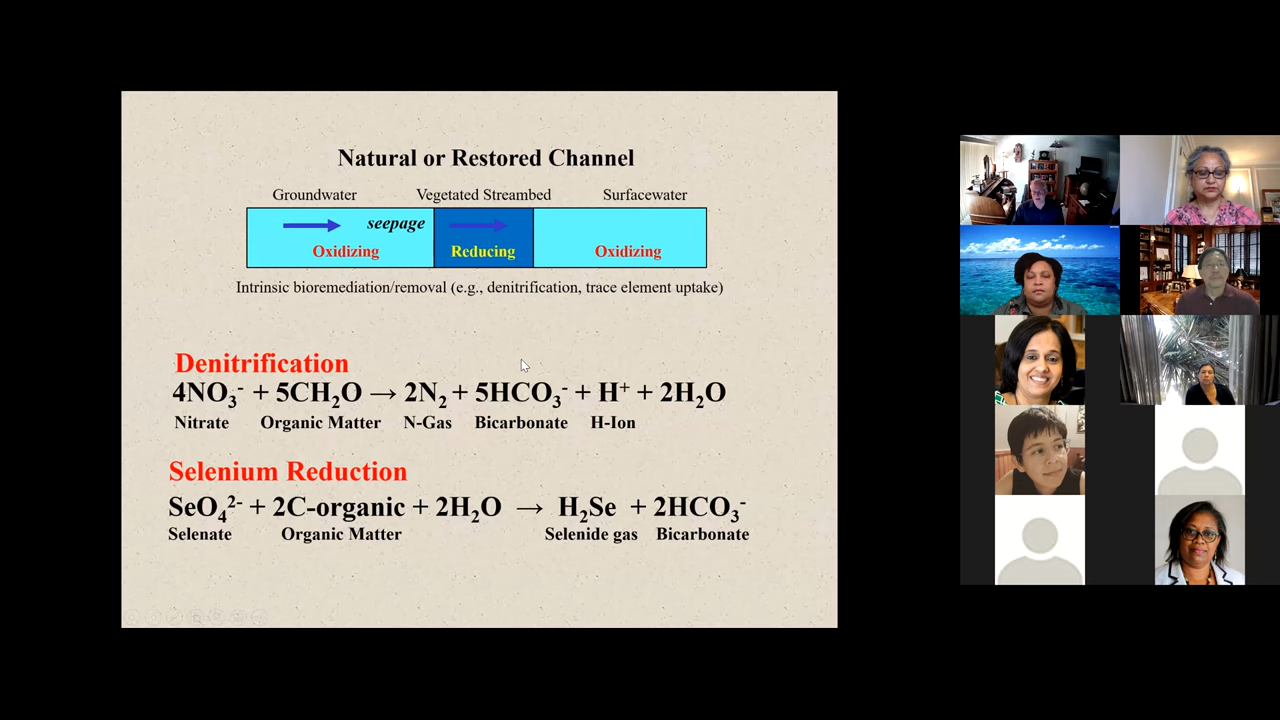 Natural or Restored Channel
Groundwater Vegetated Streambed Surfacewater
seepage
Oxidizing Reducing Oxidizing
Intrinsic bioremediation/removal (e.g., denitrification, trace element uptake)
Denitrification
4NO₃⁻ + 5CH₂O → 2N₂ + 5HCO₃⁻ + H⁺ + 2H₂O
Nitrate Organic Matter N-Gas Bicarbonate H-Ion
Selenium Reduction
SeO₄²⁻ + 2C-organic + 2H₂O → H₂Se + 2HCO₃⁻
Selenate Organic Matter Selenide gas Bicarbonate